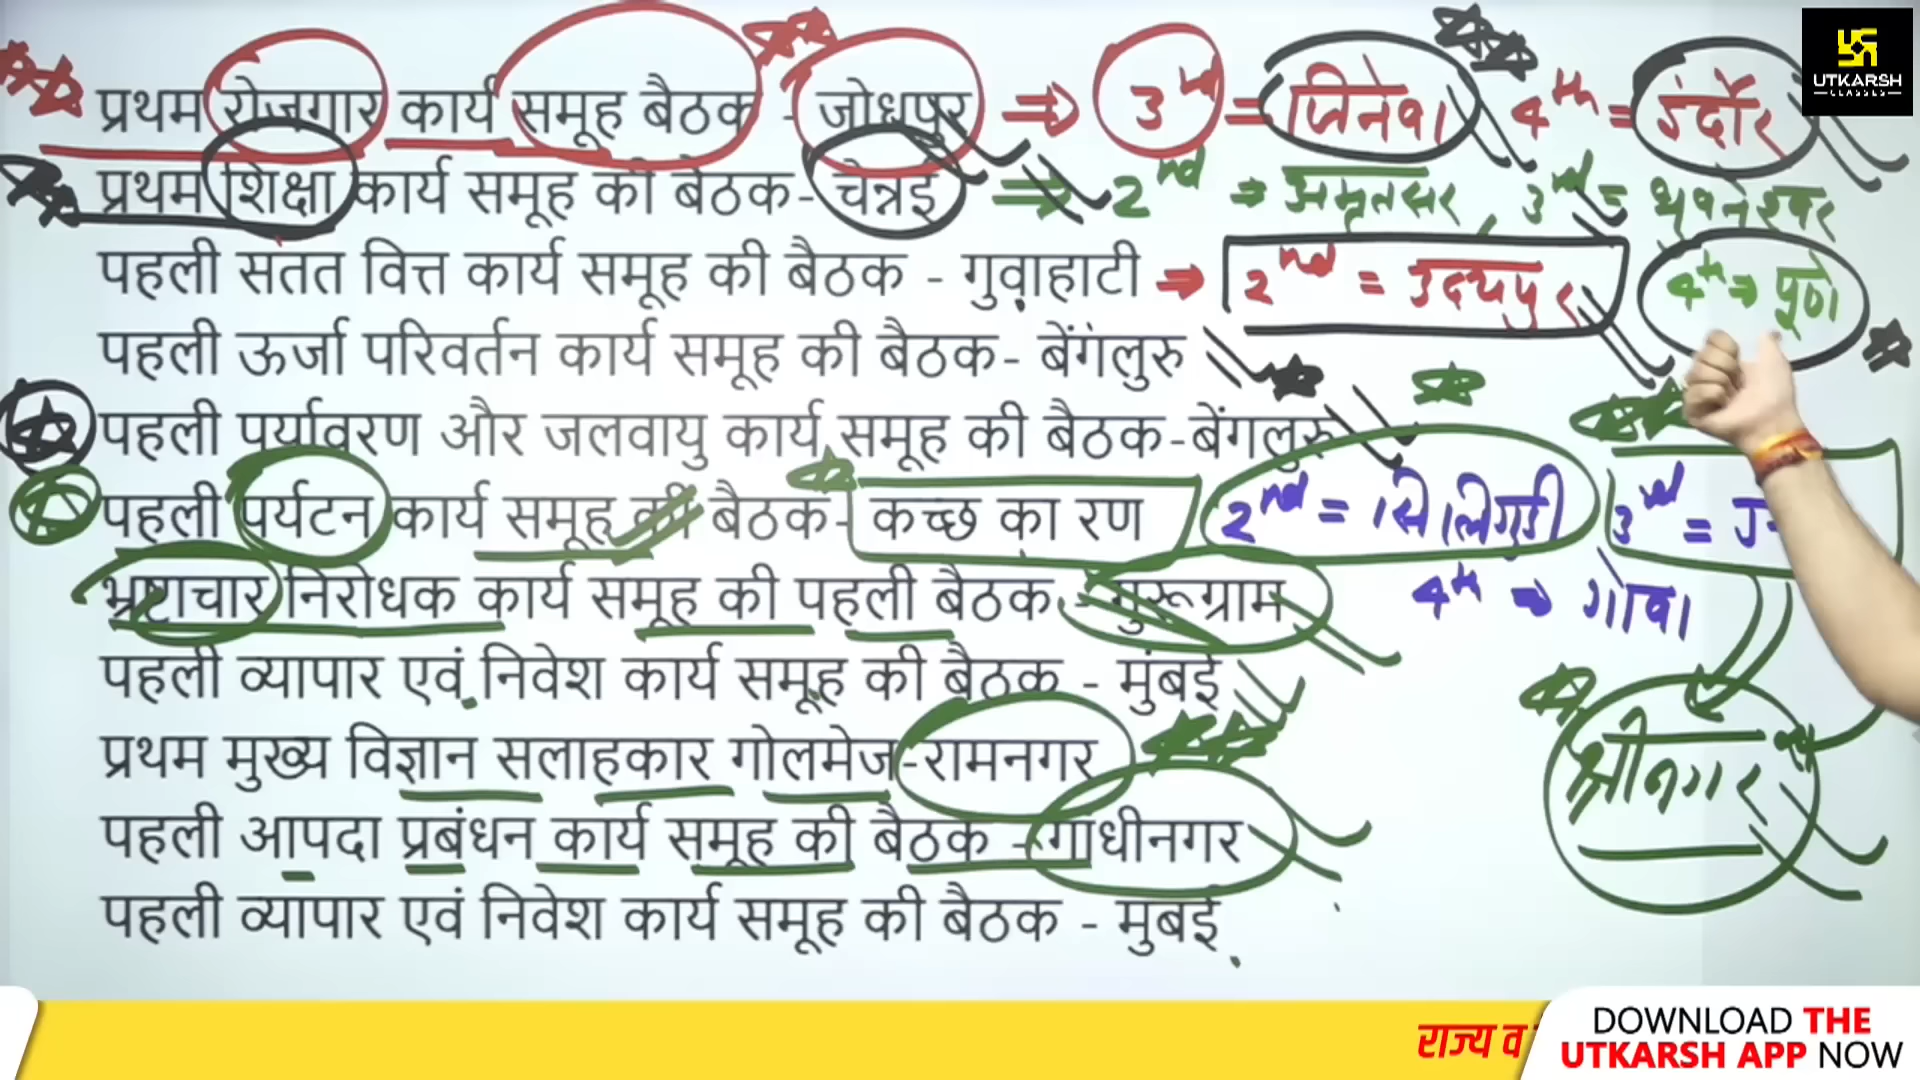 प्रथम रोजगार कार्य समूह बैठक - जोधपुर ⇒ 3rd = जिनेवा 4th = इंदौर
प्रथम शिक्षा कार्य समूह की बैठक- चेन्नई ⇒ 2nd ⇒ अमृतसर, 3rd = भुवनेश्वर
पहली सतत वित्त कार्य समूह की बैठक - गुवाहाटी ⇒ 2nd = उदयपुर 4th ⇒ पूणे
पहली ऊर्जा परिवर्तन कार्य समूह की बैठक- बेंगलुरु
पहली पर्यावरण और जलवायु कार्य समूह की बैठक-बेंगलुरु
पहली पर्यटन कार्य समूह की बैठक- कच्छ का रण 2nd = सिलिगुड़ी 3rd =
भ्रष्टाचार निरोधक कार्य समूह की पहली बैठक - गुरूग्राम 4th ⇒ गोवा
पहली व्यापार एवं निवेश कार्य समूह की बैठक - मुंबई
प्रथम मुख्य विज्ञान सलाहकार गोलमेज-रामनगर श्रीनगर
पहली आपदा प्रबंधन कार्य समूह की बैठक - गांधीनगर
पहली व्यापार एवं निवेश कार्य समूह की बैठक - मुंबई
UTKARSH
CLASSES
राज्य व
DOWNLOAD THE
UTKARSH APP NOW